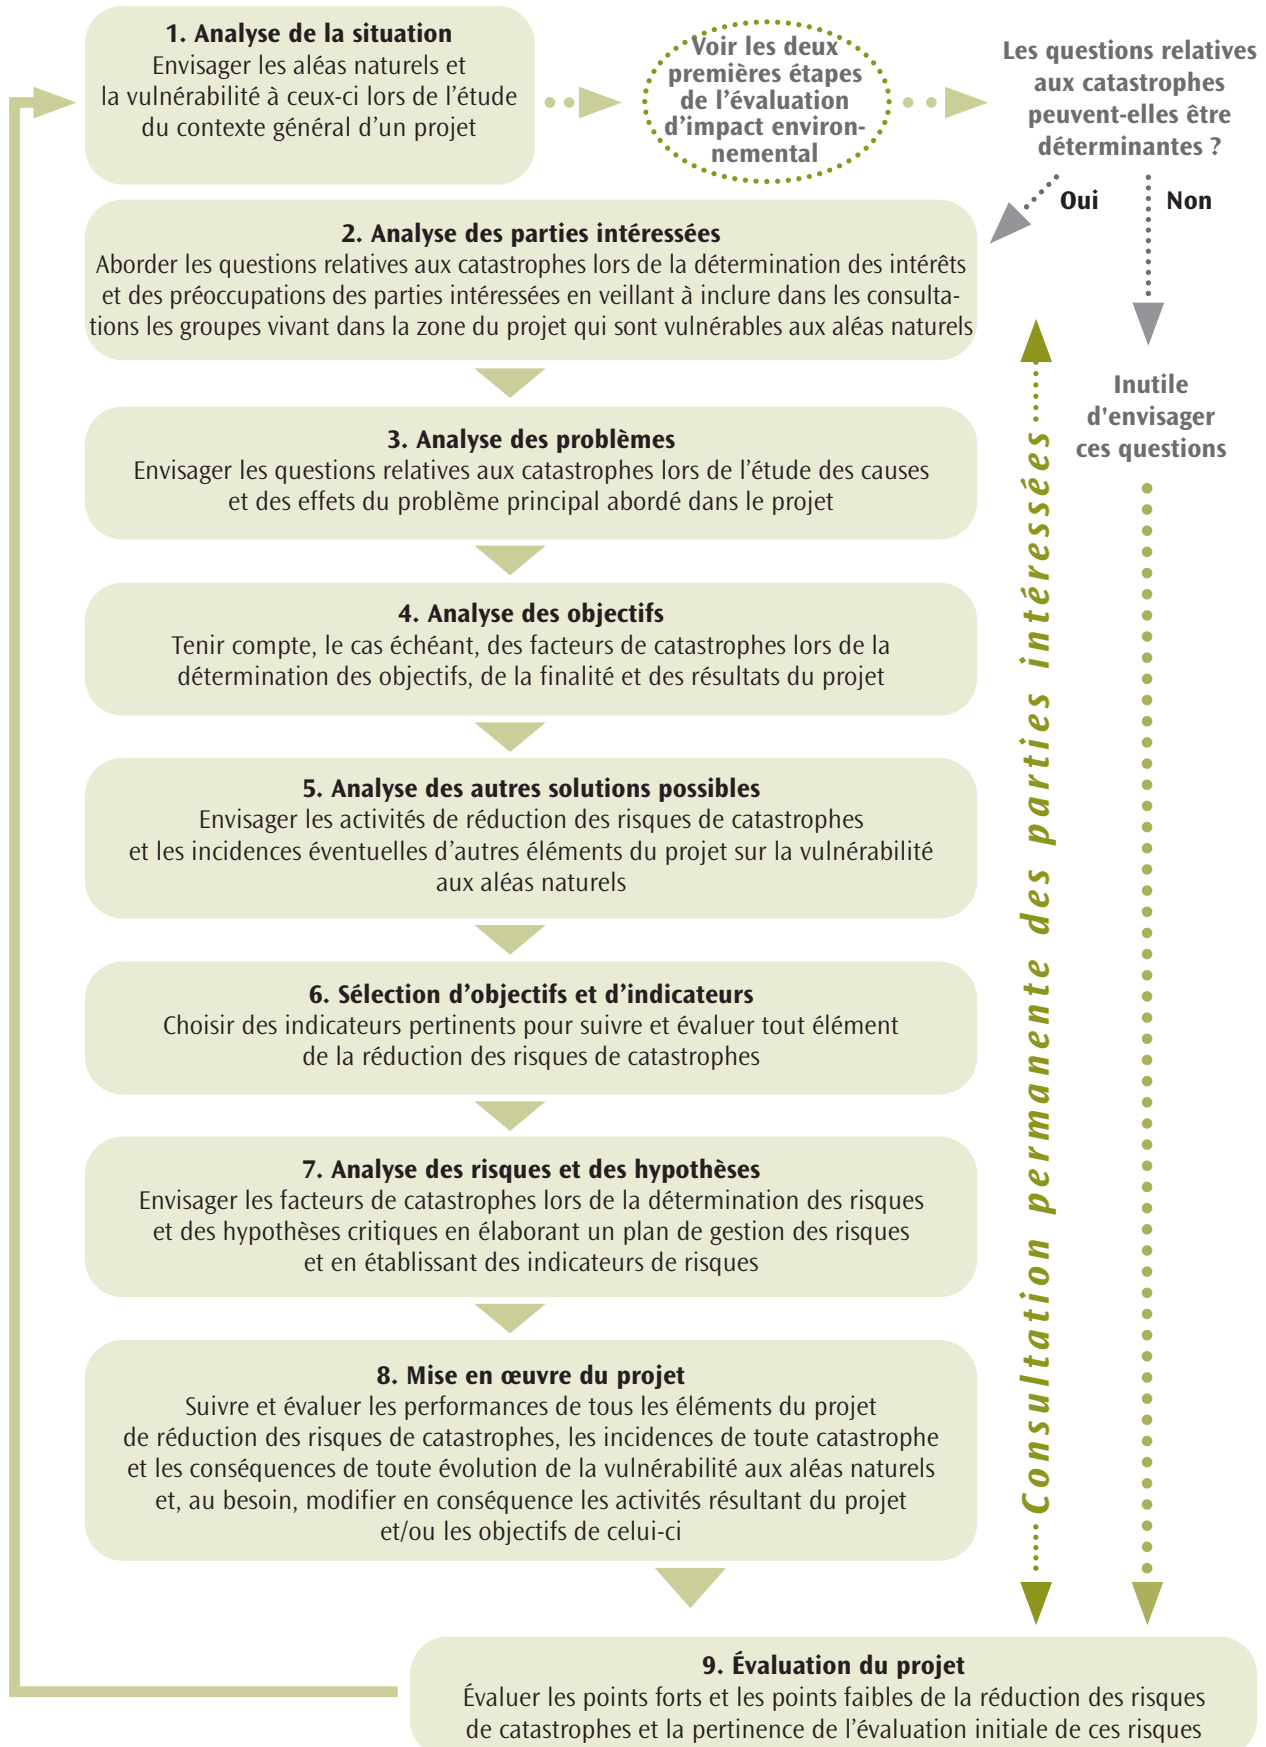 1. Analyse de la situation
Envisager les aléas naturels et
la vulnérabilité à ceux-ci lors de l’étude
du contexte général d’un projet
Voir les deux
premières étapes
de l’évaluation
d’impact environ-
nemental
Les questions relatives
aux catastrophes
peuvent-elles être
déterminantes ?
Oui
Non
2. Analyse des parties intéressées
Aborder les questions relatives aux catastrophes lors de la détermination des intérêts
et des préoccupations des parties intéressées en veillant à inclure dans les consulta-
tions les groupes vivant dans la zone du projet qui sont vulnérables aux aléas naturels
Inutile
d'envisager
ces questions
3. Analyse des problèmes
Envisager les questions relatives aux catastrophes lors de l’étude des causes
et des effets du problème principal abordé dans le projet
4. Analyse des objectifs
Tenir compte, le cas échéant, des facteurs de catastrophes lors de la
détermination des objectifs, de la finalité et des résultats du projet
5. Analyse des autres solutions possibles
Envisager les activités de réduction des risques de catastrophes
et les incidences éventuelles d’autres éléments du projet sur la vulnérabilité
aux aléas naturels
6. Sélection d’objectifs et d’indicateurs
Choisir des indicateurs pertinents pour suivre et évaluer tout élément
de la réduction des risques de catastrophes
7. Analyse des risques et des hypothèses
Envisager les facteurs de catastrophes lors de la détermination des risques
et des hypothèses critiques en élaborant un plan de gestion des risques
et en établissant des indicateurs de risques
8. Mise en œuvre du projet
Suivre et évaluer les performances de tous les éléments du projet
de réduction des risques de catastrophes, les incidences de toute catastrophe
et les conséquences de toute évolution de la vulnérabilité aux aléas naturels
et, au besoin, modifier en conséquence les activités résultant du projet
et/ou les objectifs de celui-ci
Consultation permanente des parties intéressées
9. Évaluation du projet
Évaluer les points forts et les points faibles de la réduction des risques
de catastrophes et la pertinence de l’évaluation initiale de ces risques